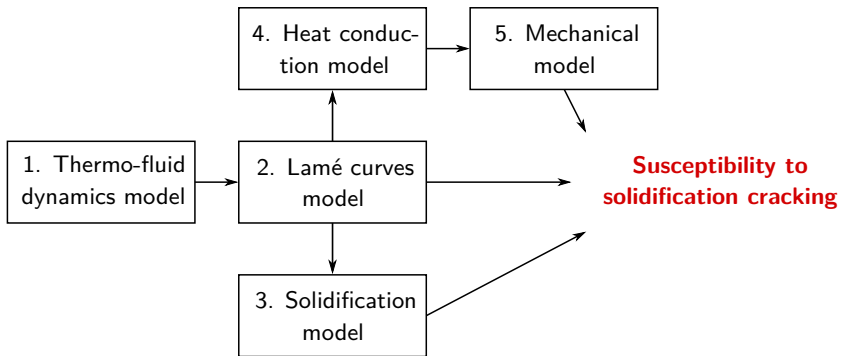 4. Heat conduc-
tion model
5. Mechanical
model
1. Thermo-fluid
dynamics model
2. Lamé curves
model
Susceptibility to
solidification cracking
3. Solidification
model